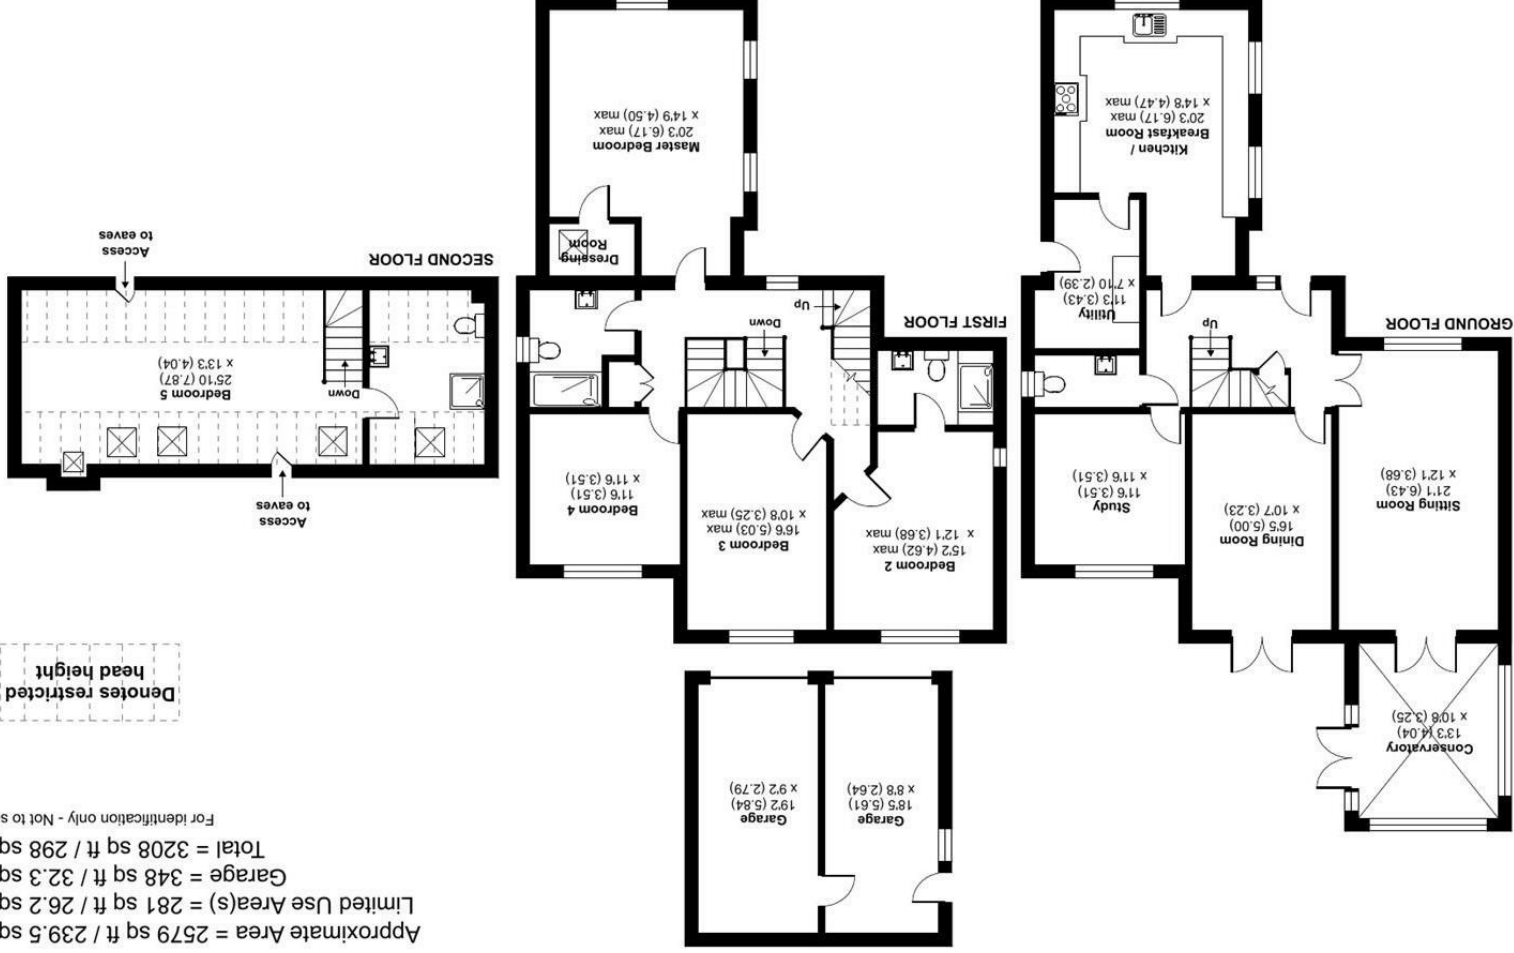 Approximate Area = 2579 sq ft / 239.5 sq
Limited Use Area(s) = 281 sq ft / 26.2 sq
Garage = 348 sq ft / 32.3 sq
Total = 3208 sq ft / 298 sq
For identification only - Not to s
Denotes restricted
head height
Conservatory
13'3 (4.04)
x 10'8 (3.25)
Sitting Room
21'1 (6.43)
x 12'1 (3.68)
Dining Room
16'5 (5.00)
x 10'7 (3.23)
Study
11'6 (3.51)
x 11'6 (3.51)
Up
Utility
11'3 (3.43)
x 7'10 (2.39)
Kitchen /
Breakfast Room
20'3 (6.17) max
x 14'8 (4.47) max
GROUND FLOOR
Garage
18'5 (5.61)
x 8'8 (2.64)
Garage
19'2 (5.84)
x 9'2 (2.79)
Bedroom 2
15'2 (4.62) max
x 12'1 (3.68) max
Bedroom 3
16'6 (5.03) max
x 10'8 (3.25) max
Bedroom 4
11'6 (3.51)
x 11'6 (3.51)
Down
Up
Dressing
Room
Master Bedroom
20'3 (6.17) max
x 14'9 (4.50) max
FIRST FLOOR
Access
to eaves
Down
Bedroom 5
25'10 (7.87)
x 13'3 (4.04)
Access
to eaves
SECOND FLOOR